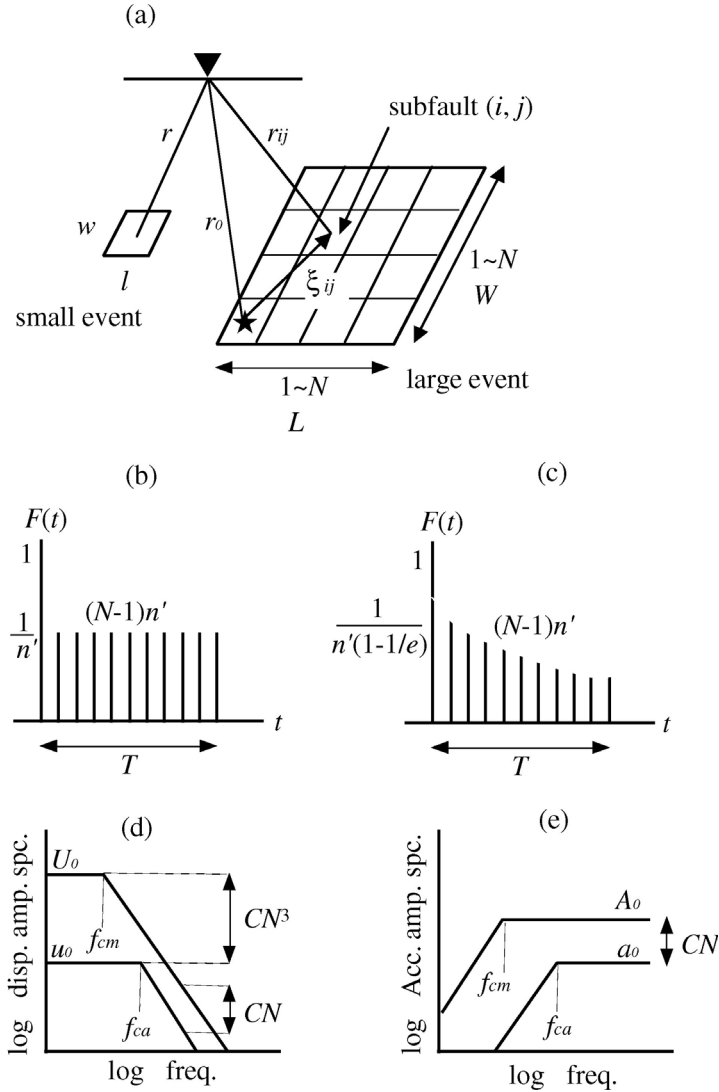 (a)
subfault (i, j)
r
rij
r0
w
l
ξij
1~N
W
small event
1~N
L
large event
(b)
F(t)
1
1
n'
(N-1)n'
t
T
(c)
F(t)
1
1
n'(1-1/e)
(N-1)n'
t
T
(d)
log disp. amp. spc.
U0
u0
fcm
fca
CN³
CN
log freq.
(e)
log Acc. amp. spc.
A0
a0
fcm
fca
CN
log freq.